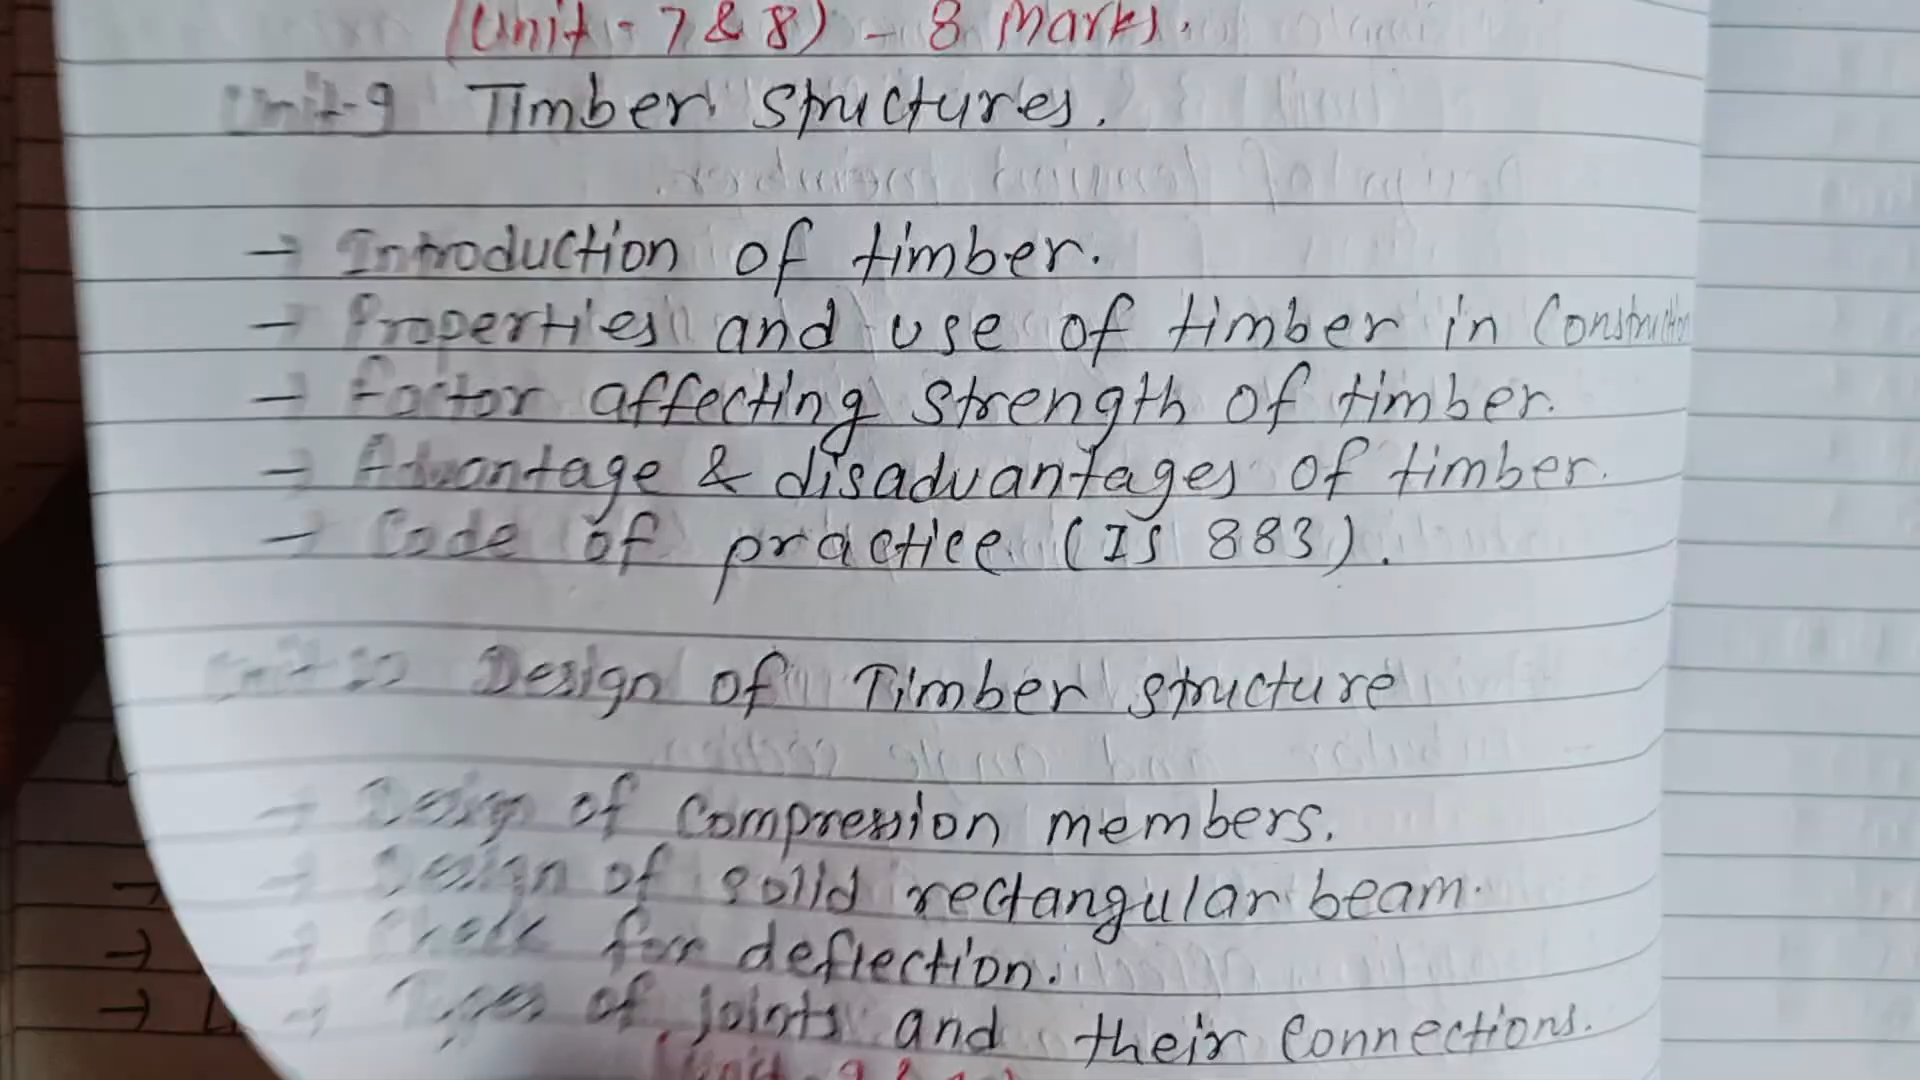 (Unit - 7 & 8) - 8 Marks.
Unit-9 Timber Structures.
→ Introduction of timber.
→ Properties and use of timber in Construction
→ Factor affecting strength of timber.
→ Advantage & disadvantages of timber.
→ Code of practice (IS 883).
Unit-10 Design of Timber structure
→ Design of Compression members.
→ Design of solid rectangular beam.
→ Check for deflection.
→ Types of joints and their Connections.